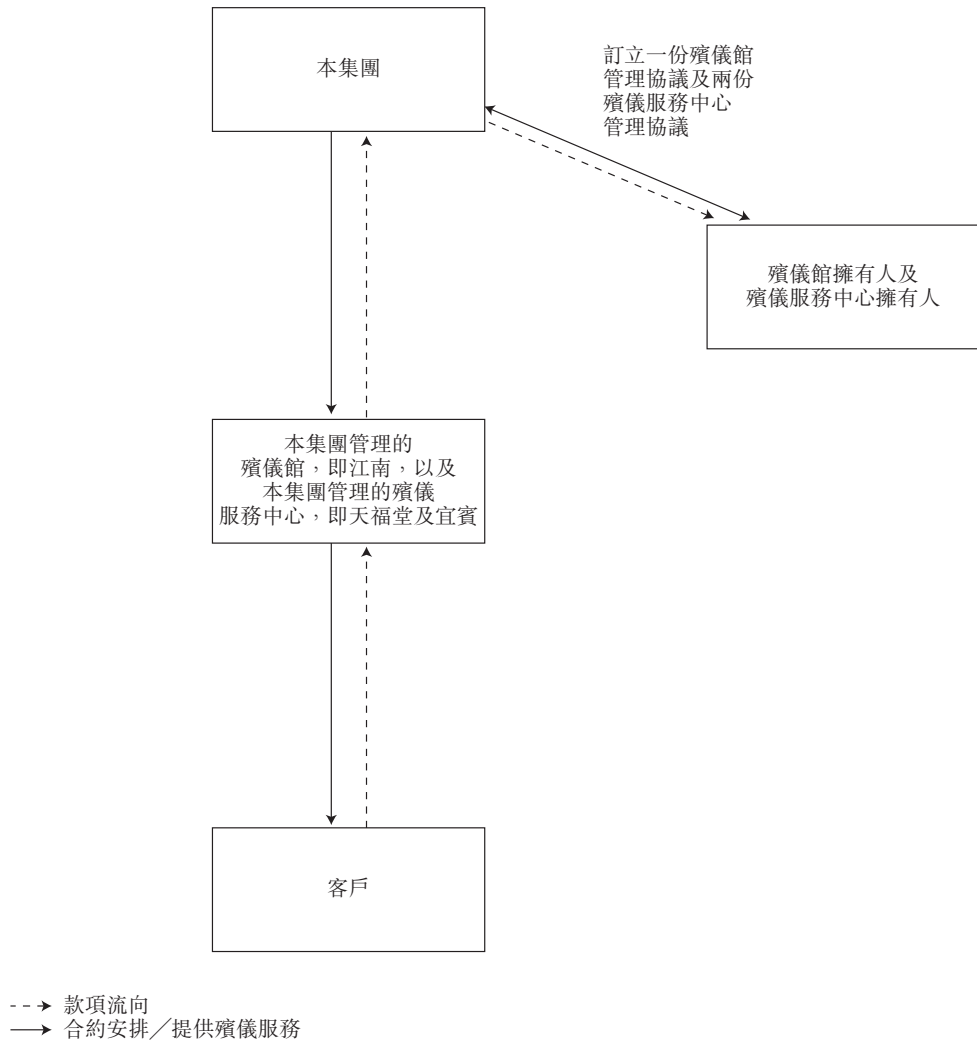 本集團
訂立一份殯儀館
管理協議及兩份
殯儀服務中心
管理協議
殯儀館擁有人及
殯儀服務中心擁有人
本集團管理的
殯儀館，即江南，以及
本集團管理的殯儀
服務中心，即天福堂及宜賓
客戶
款項流向
合約安排／提供殯儀服務